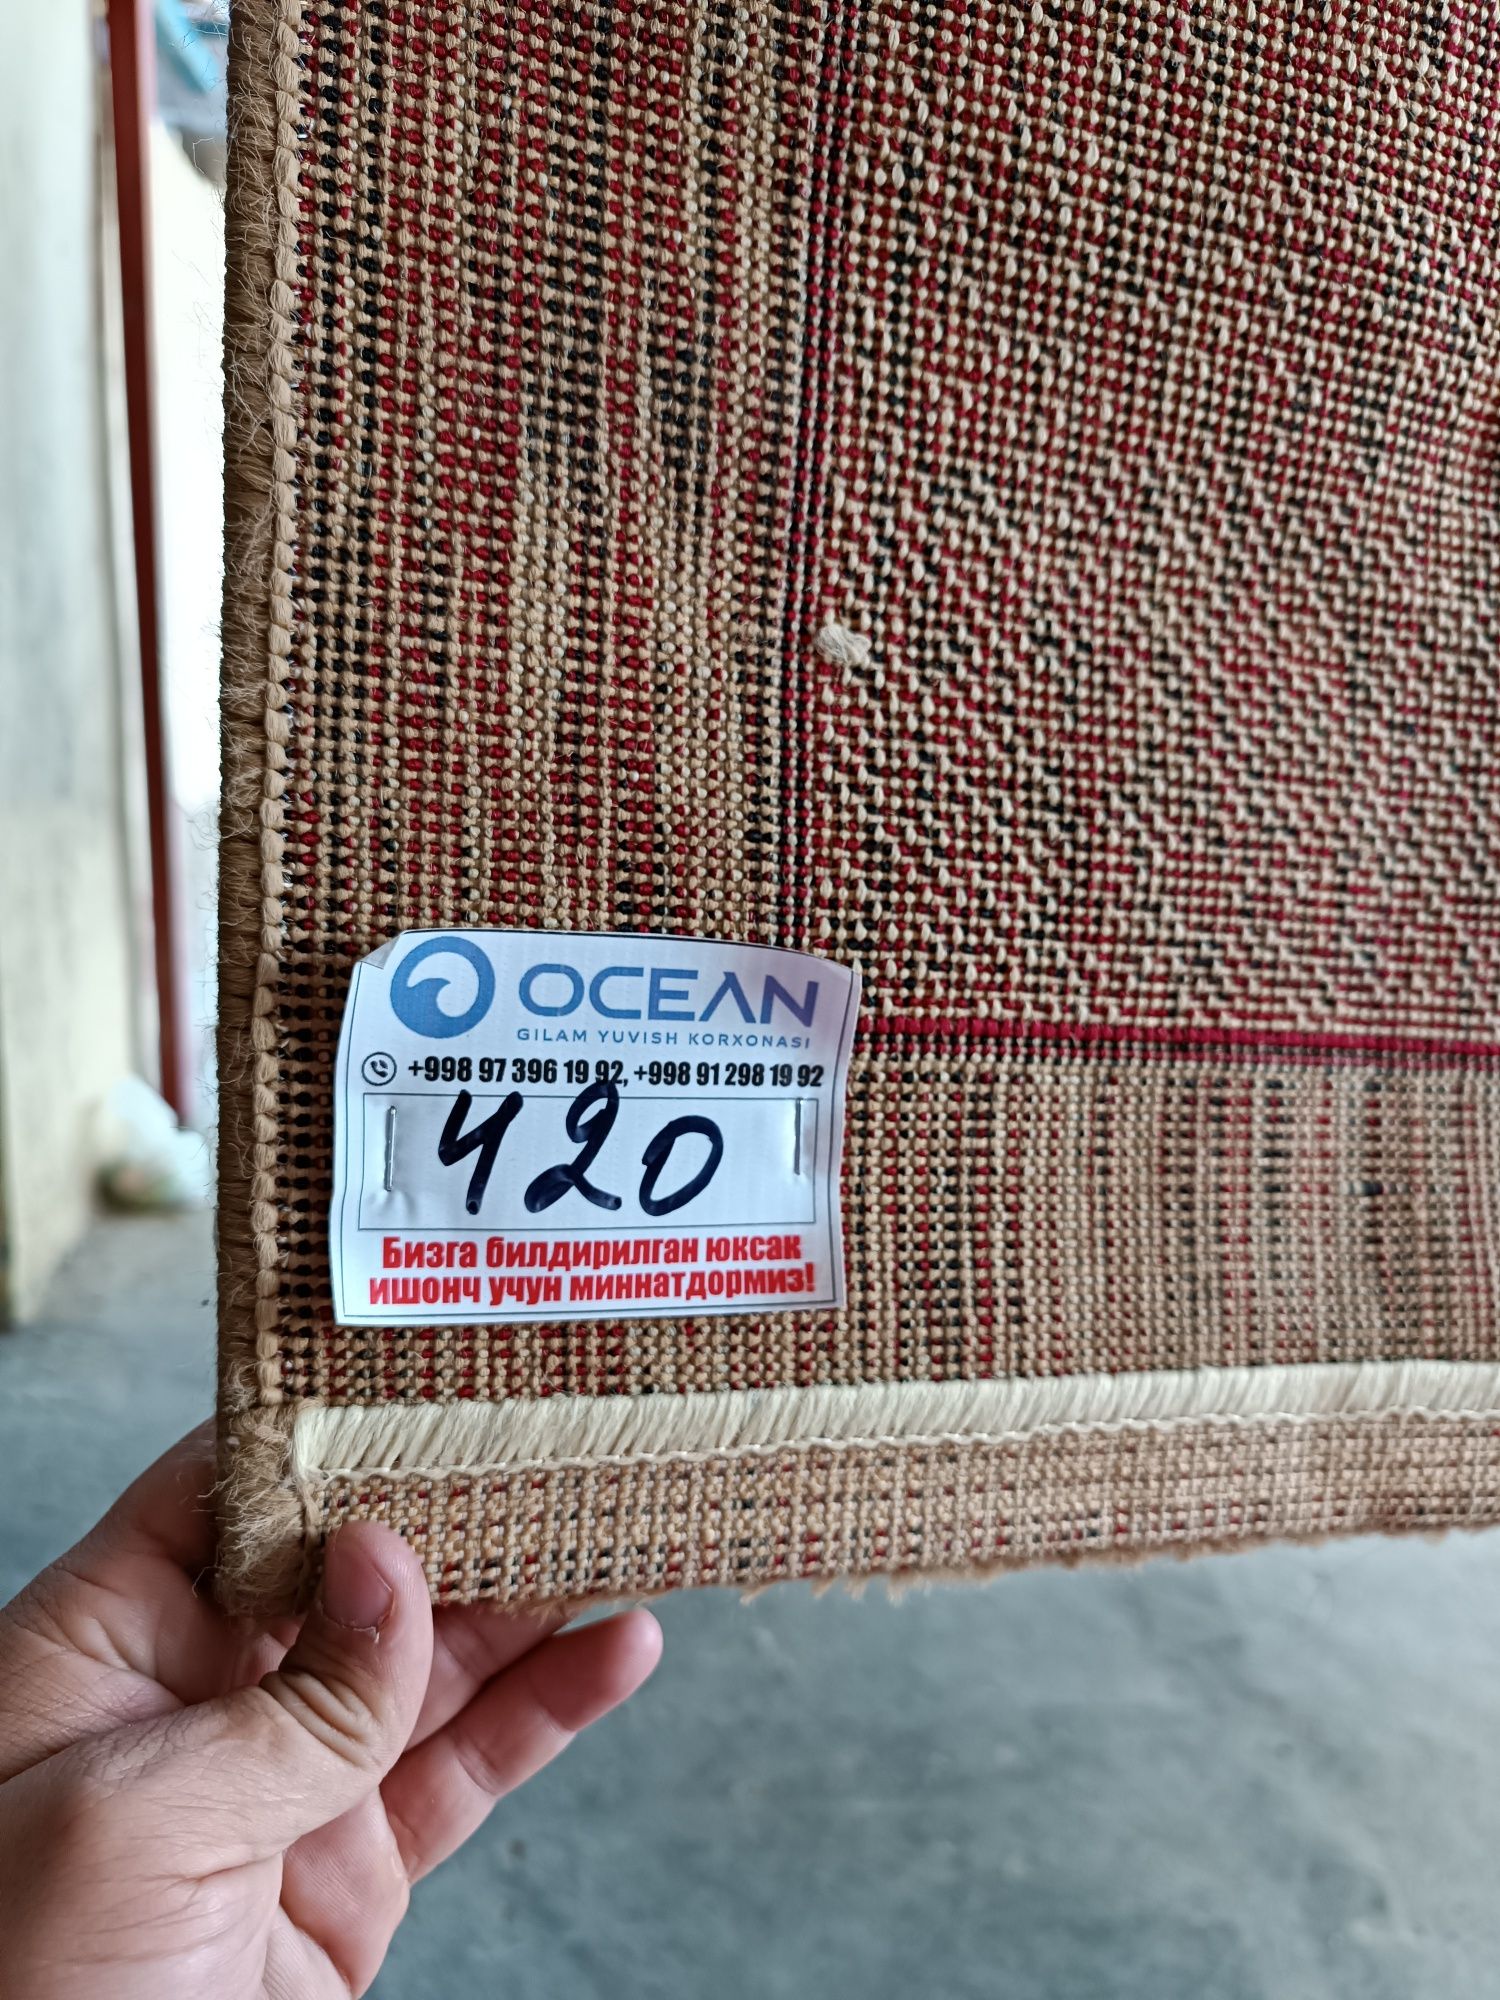 OCEAN
GILAM YUVISH KORXONASI
+998 97 396 19 92, +998 91 298 19 92
420
Бизга билдирилган юксак
ишонч учун миннатдормиз!